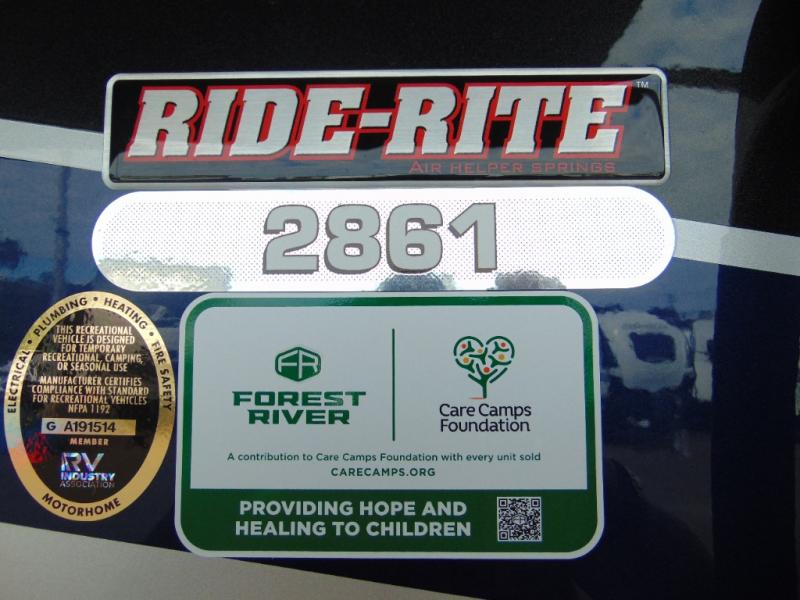 RIDE-RITE™
AIR HELPER SPRINGS
2861
ELECTRICAL • PLUMBING • HEATING • FIRE SAFETY
THIS RECREATIONAL
VEHICLE IS DESIGNED
FOR TEMPORARY
RECREATIONAL, CAMPING,
OR SEASONAL USE
MANUFACTURER CERTIFIES
COMPLIANCE WITH STANDARD
FOR RECREATIONAL VEHICLES
NFPA 1192
G A191514
MEMBER
RV
INDUSTRY
ASSOCIATION
MOTORHOME
FR
FOREST
RIVER
Care Camps
Foundation
A contribution to Care Camps Foundation with every unit sold
CARECAMPS.ORG
PROVIDING HOPE AND
HEALING TO CHILDREN